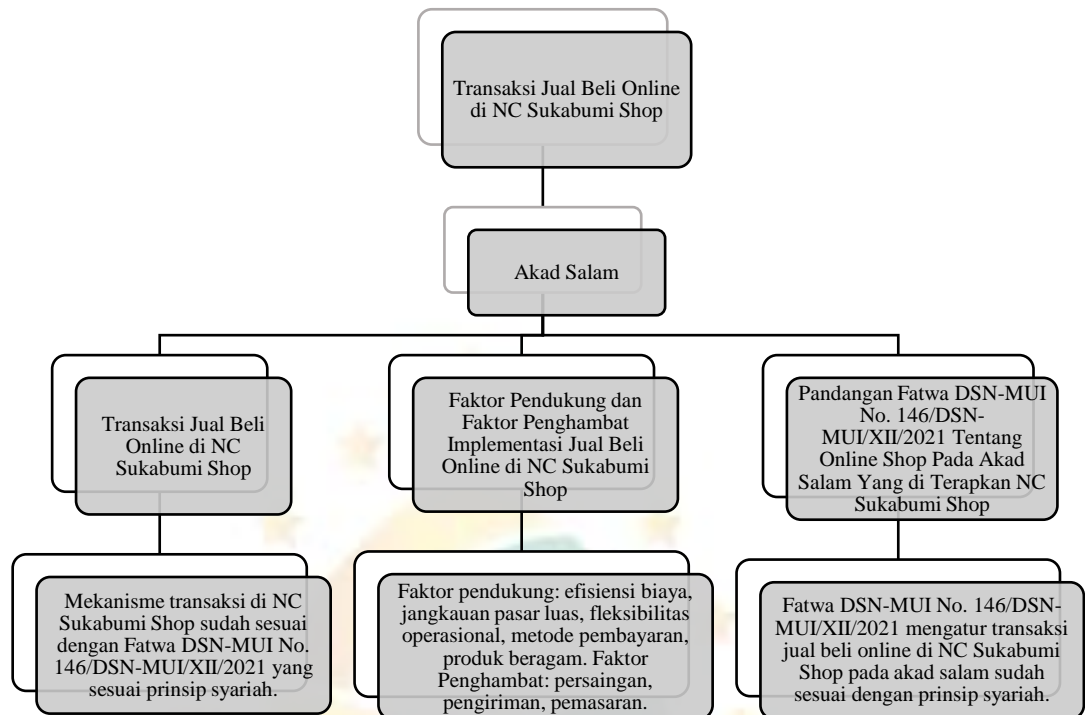 Transaksi Jual Beli Online
di NC Sukabumi Shop
Akad Salam
Transaksi Jual Beli
Online di NC
Sukabumi Shop
Faktor Pendukung dan
Faktor Penghambat
Implementasi Jual Beli
Online di NC Sukabumi
Shop
Pandangan Fatwa DSN-MUI
No. 146/DSN-
MUI/XII/2021 Tentang
Online Shop Pada Akad
Salam Yang di Terapkan NC
Sukabumi Shop
Mekanisme transaksi di NC
Sukabumi Shop sudah sesuai
dengan Fatwa DSN-MUI No.
146/DSN-MUI/XII/2021 yang
sesuai prinsip syariah.
Faktor pendukung: efisiensi biaya,
jangkauan pasar luas, fleksibilitas
operasional, metode pembayaran,
produk beragam. Faktor
Penghambat: persaingan,
pengiriman, pemasaran.
Fatwa DSN-MUI No. 146/DSN-
MUI/XII/2021 mengatur transaksi
jual beli online di NC Sukabumi
Shop pada akad salam sudah
sesuai dengan prinsip syariah.